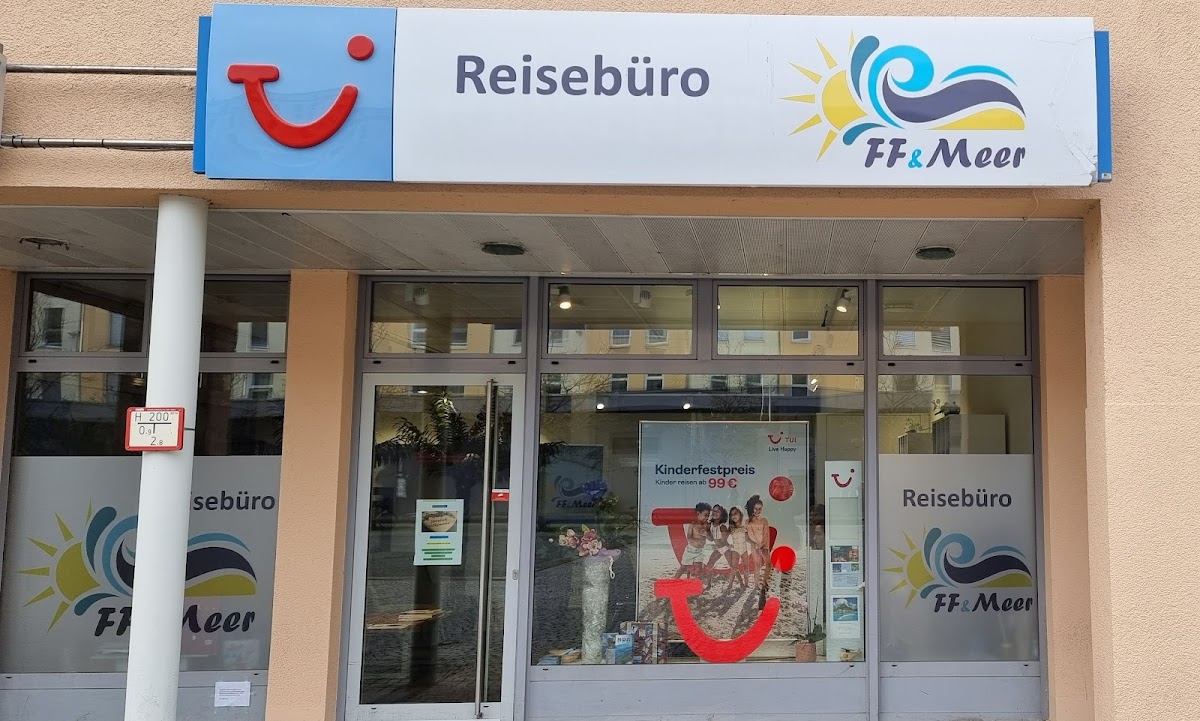 Reisebüro
FF & Meer
H 200
0.9
2.8
isebüro
FF
Meer
FF & Meer
TUI
Live Happy
Kinderfestpreis
Kinder reisen ab 99 €
Reisebüro
FF & Meer